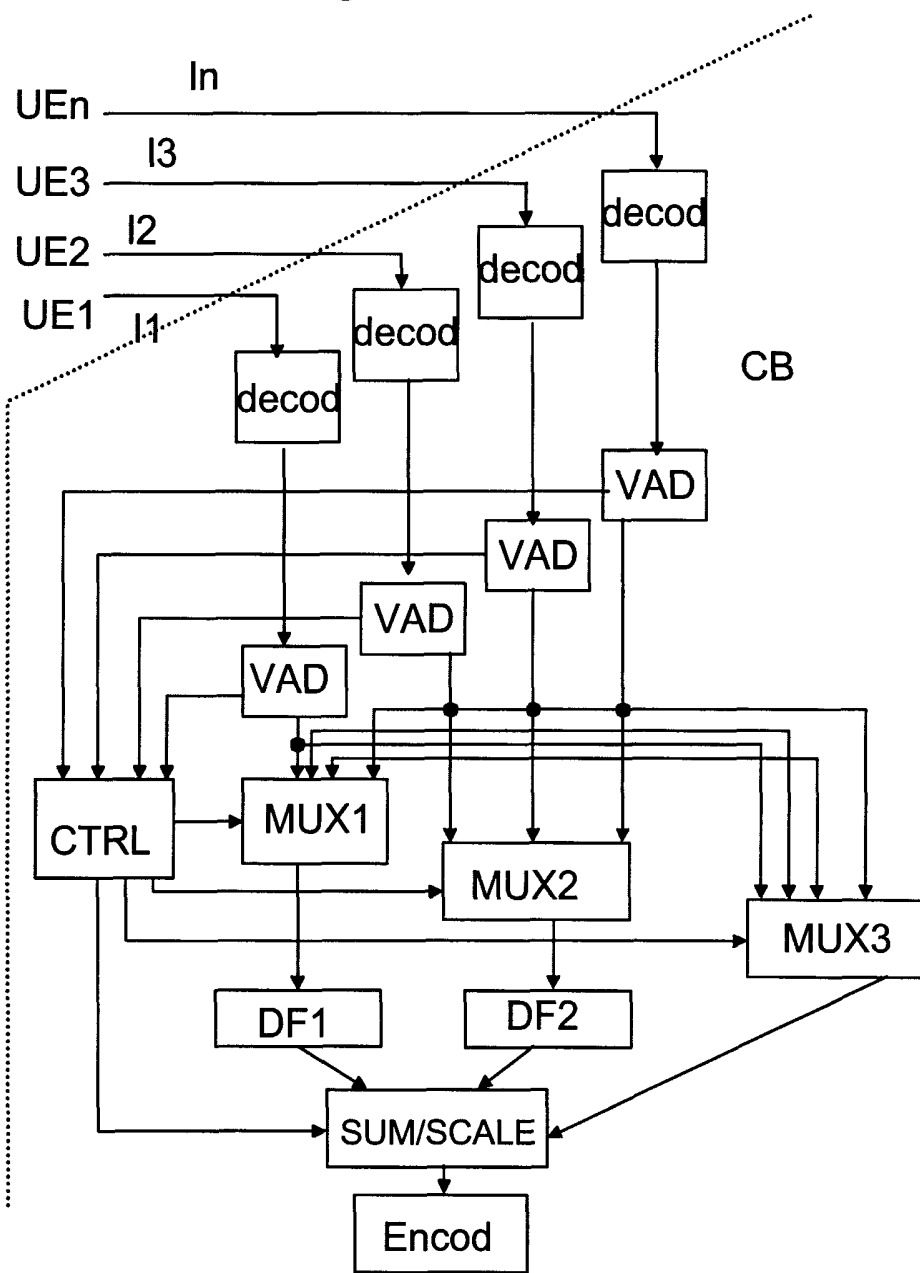 In
UEn
I3
UE3
decod
I2
UE2
decod
I1
UE1
decod
CB
decod
VAD
VAD
VAD
VAD
CTRL
MUX1
MUX2
MUX3
DF1
DF2
SUM/SCALE
Encod